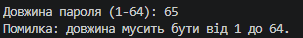 Довжина пароля (1-64): 65
Помилка: довжина мусить бути від 1 до 64.